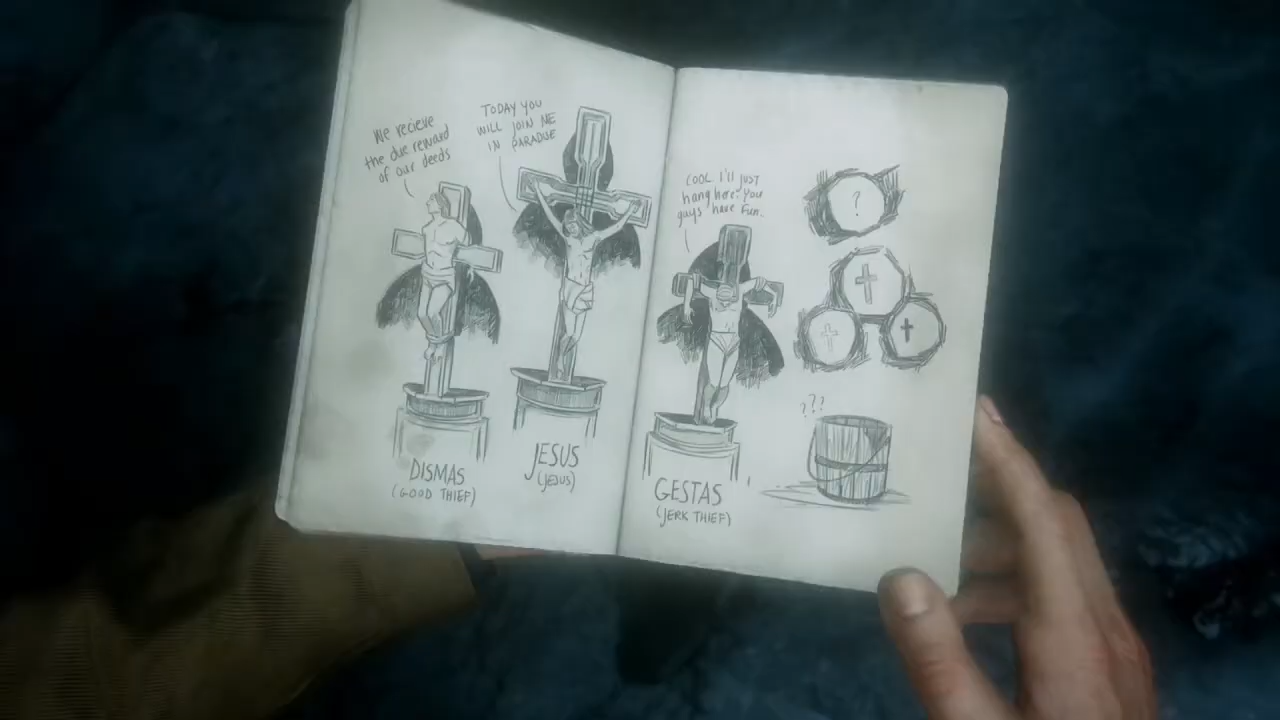 We recieve
the due reward
of our deeds
TODAY YOU
WILL JOIN ME
IN PARADISE
DISMAS
(GOOD THIEF)
JESUS
(JESUS)
COOL I'll JUST
hang here. You
guys have fun.
GESTAS
(JERK THIEF)
?
???